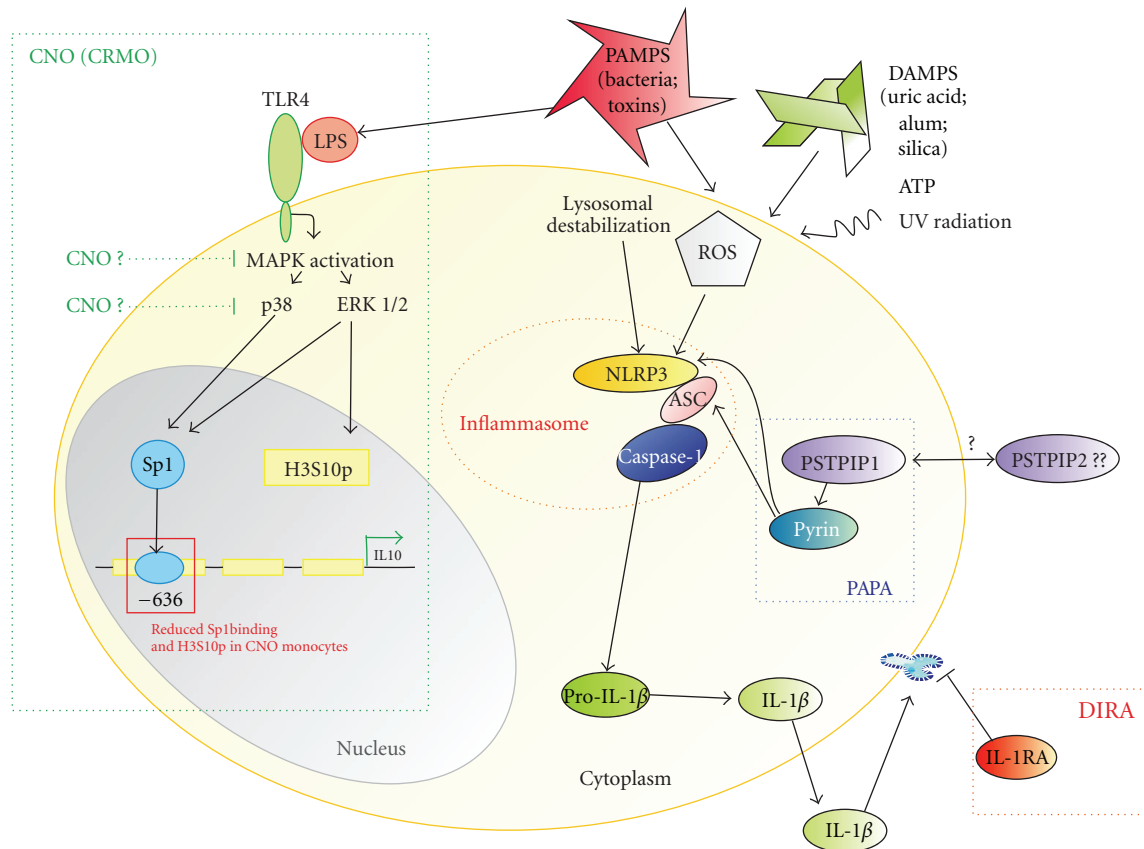 CNO (CRMO)
TLR4
LPS
PAMPS
(bacteria;
toxins)
DAMPS
(uric acid;
alum;
silica)
ATP
UV radiation
Lysosomal
destabilization
ROS
CNO ?
MAPK activation
CNO ?
p38
ERK 1/2
NLRP3
ASC
Inflammasome
Caspase-1
Sp1
H3S10p
PSTPIP1
?
PSTPIP2 ??
Pyrin
PAPA
IL10
−636
Reduced Sp1binding
and H3S10p in CNO monocytes
Pro-IL-1β
IL-1β
DIRA
Nucleus
IL-1RA
Cytoplasm
IL-1β